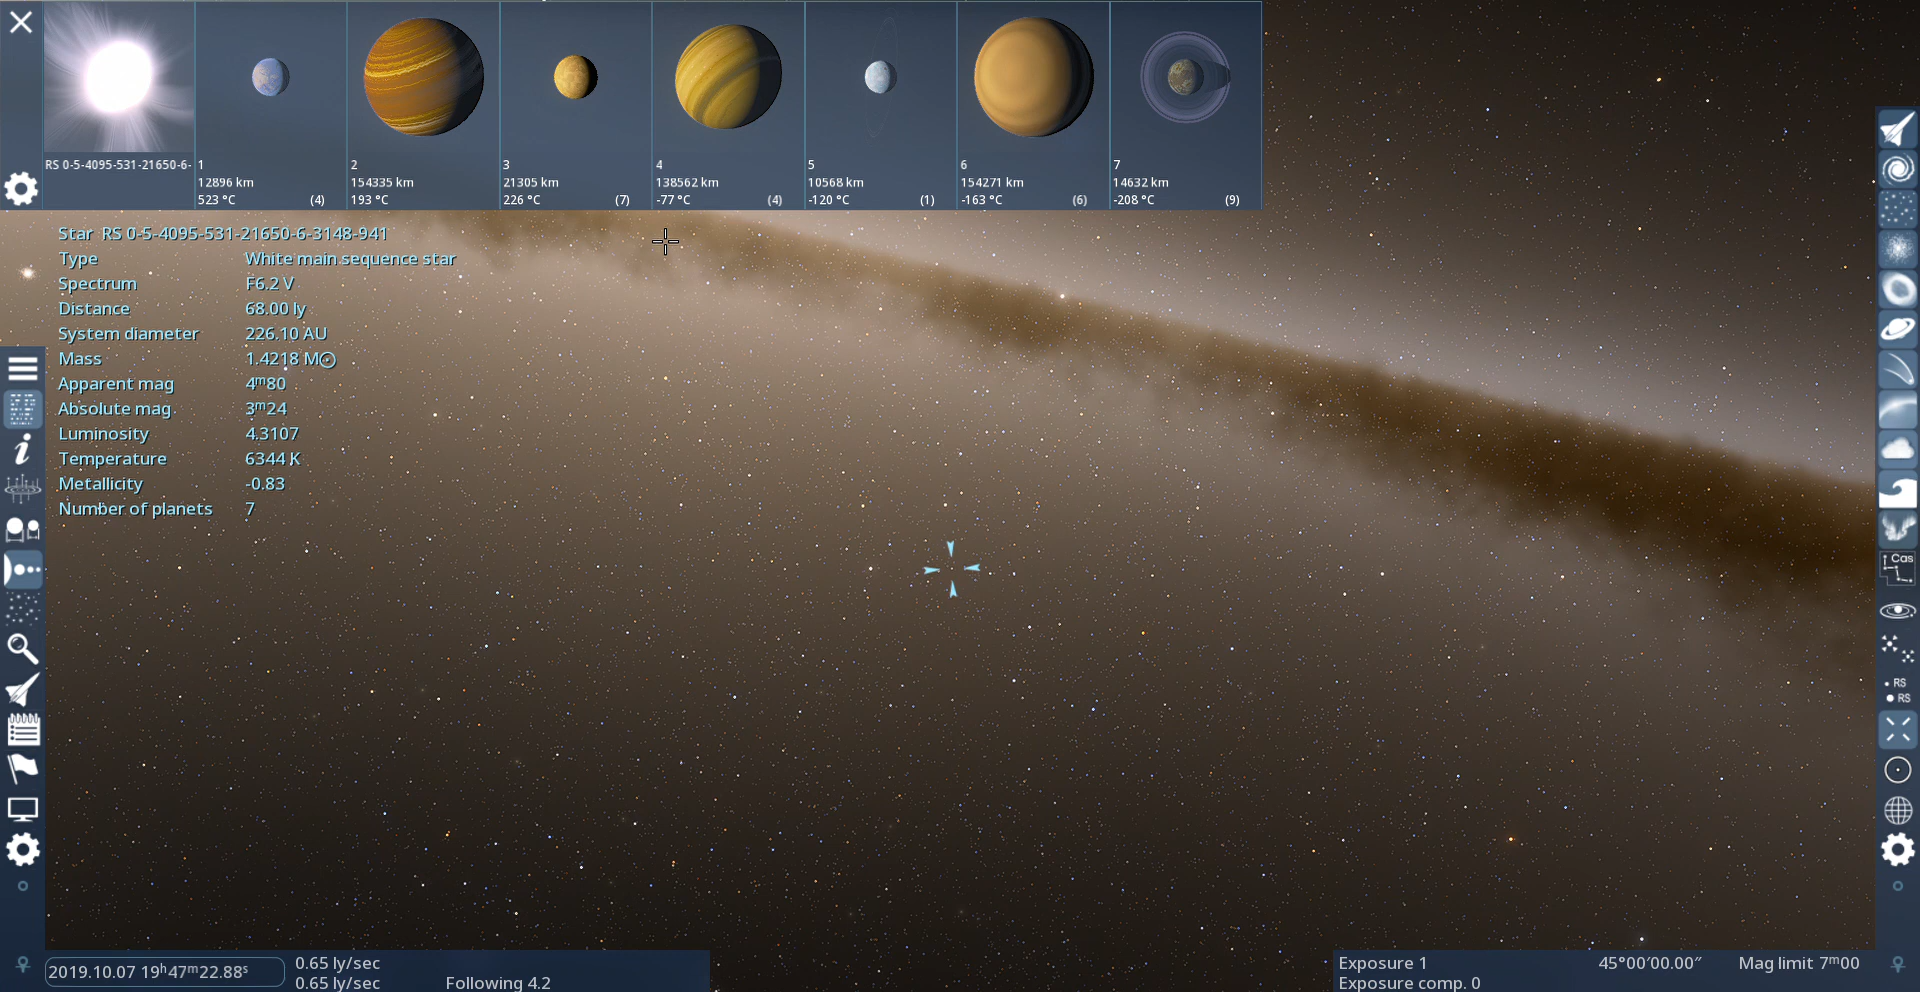 RS 0-5-4095-531-21650-6-
1
12896 km
523 °C (4)
2
154335 km
193 °C
3
21305 km
226 °C (7)
4
138562 km
-77 °C (4)
5
10568 km
-120 °C (1)
6
154271 km
-163 °C (6)
7
14632 km
-208 °C (9)
Star RS 0-5-4095-531-21650-6-3148-941
Type White main sequence star
Spectrum F6.2 V
Distance 68.00 ly
System diameter 226.10 AU
Mass 1.4218 M☉
Apparent mag 4ᵐ80
Absolute mag 3ᵐ24
Luminosity 4.3107
Temperature 6344 K
Metallicity -0.83
Number of planets 7
Cas
RS
RS
2019.10.07 19ʰ47ᵐ22.88ˢ
0.65 ly/sec
0.65 ly/sec Following 4.2
Exposure 1 45°00′00.00″ Mag limit 7ᵐ00
Exposure comp. 0